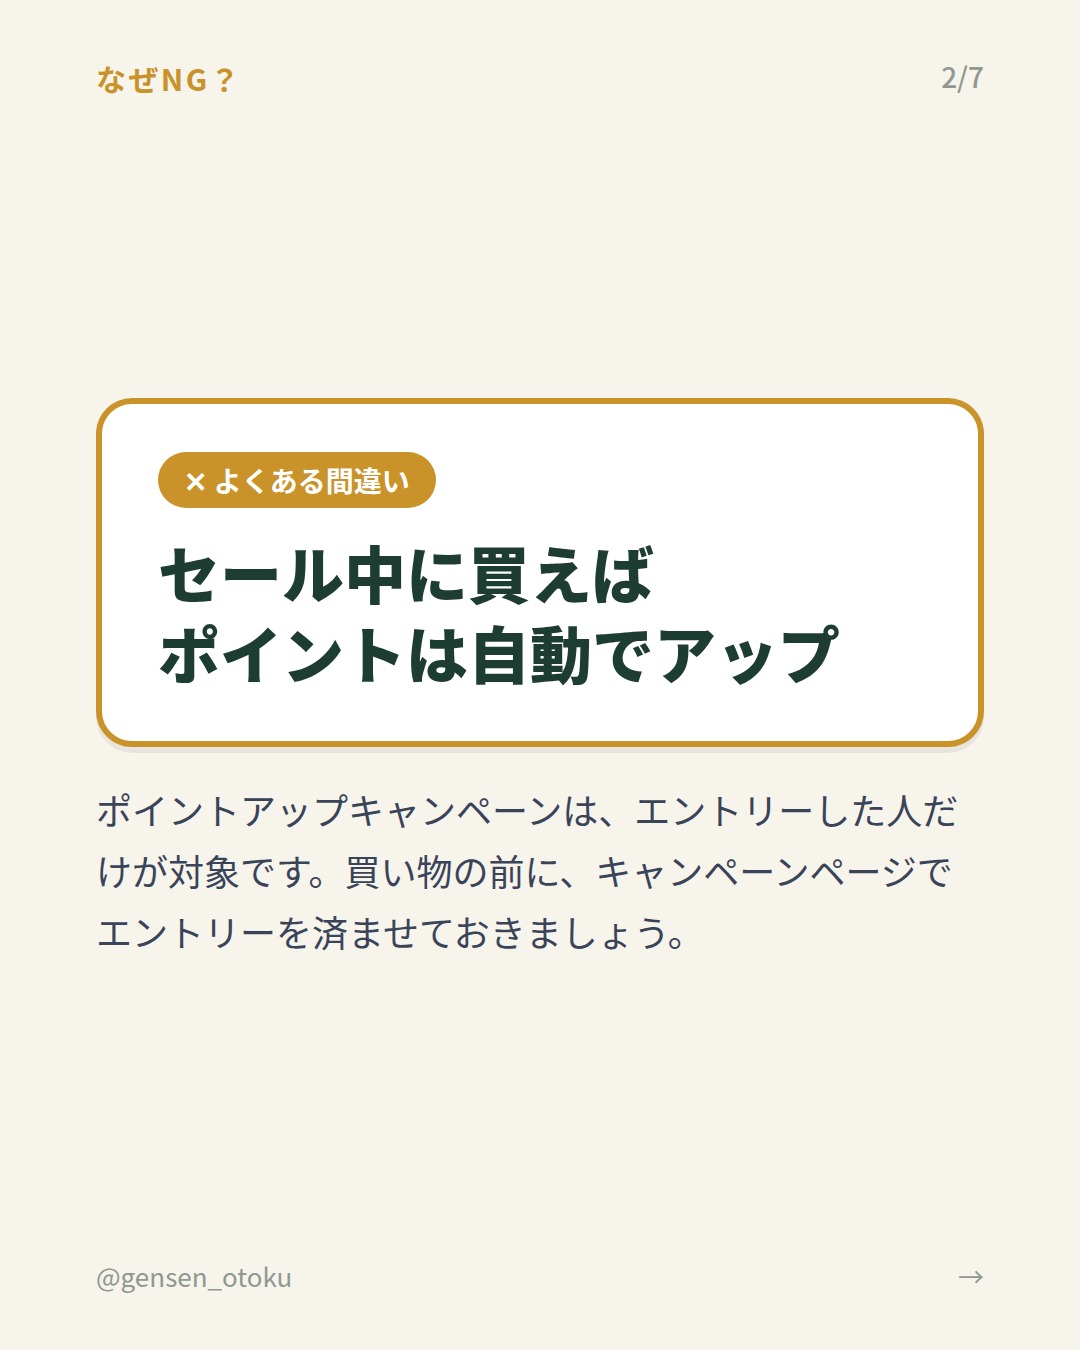 なぜNG？
2/7
× よくある間違い
セール中に買えば
ポイントは自動でアップ
ポイントアップキャンペーンは、エントリーした人だ
けが対象です。買い物の前に、キャンペーンページで
エントリーを済ませておきましょう。
@gensen_otoku
→